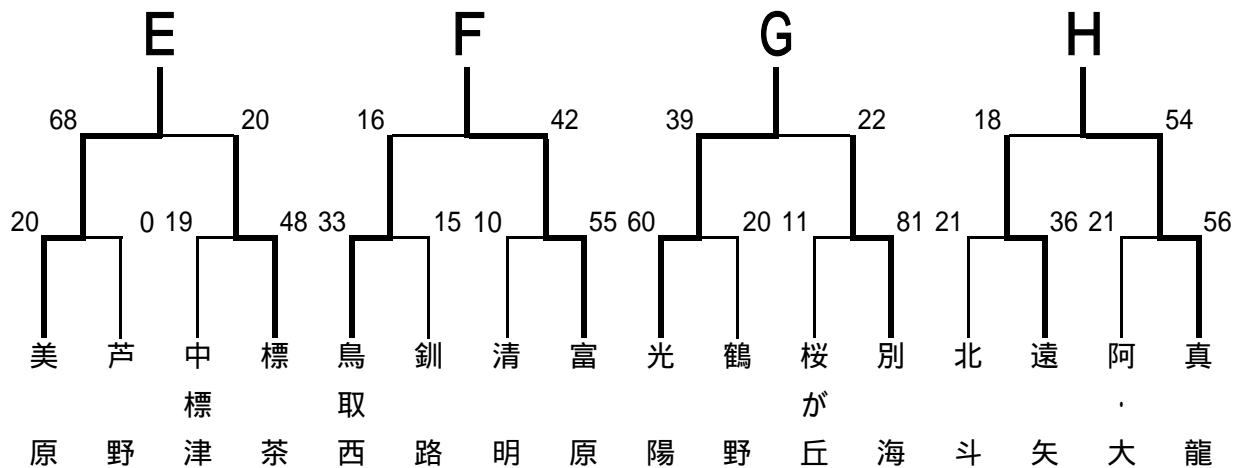 E F G H
68 20 16 42 39 22 18 54
20 0 19 48 33 15 10 55 60 20 11 81 21 36 21 56
美原
芦野
中標津
標茶
鳥取西
釧路
清明
富原
光陽
鶴野
桜が丘
別海
北斗
遠矢
阿・大
真龍